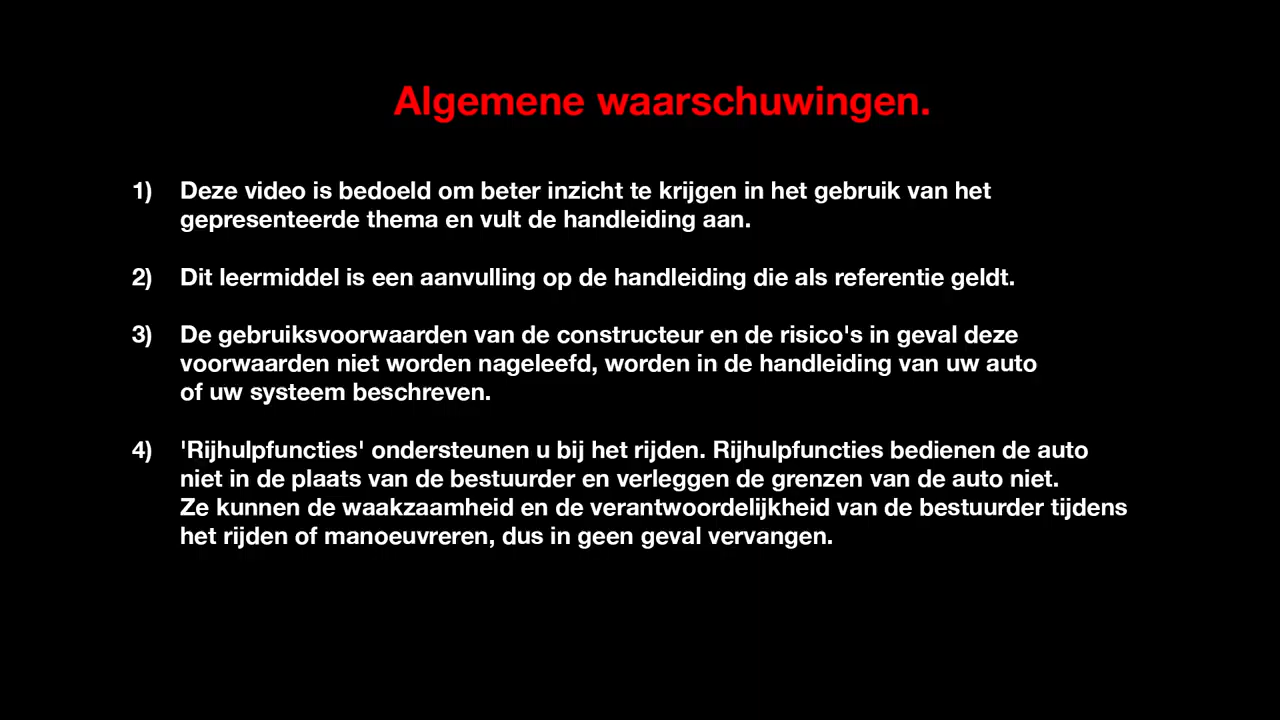 Algemene waarschuwingen.
1) Deze video is bedoeld om beter inzicht te krijgen in het gebruik van het
gepresenteerde thema en vult de handleiding aan.
2) Dit leermiddel is een aanvulling op de handleiding die als referentie geldt.
3) De gebruiksvoorwaarden van de constructeur en de risico's in geval deze
voorwaarden niet worden nageleefd, worden in de handleiding van uw auto
of uw systeem beschreven.
4) 'Rijhulpfuncties' ondersteunen u bij het rijden. Rijhulpfuncties bedienen de auto
niet in de plaats van de bestuurder en verleggen de grenzen van de auto niet.
Ze kunnen de waakzaamheid en de verantwoordelijkheid van de bestuurder tijdens
het rijden of manoeuvreren, dus in geen geval vervangen.